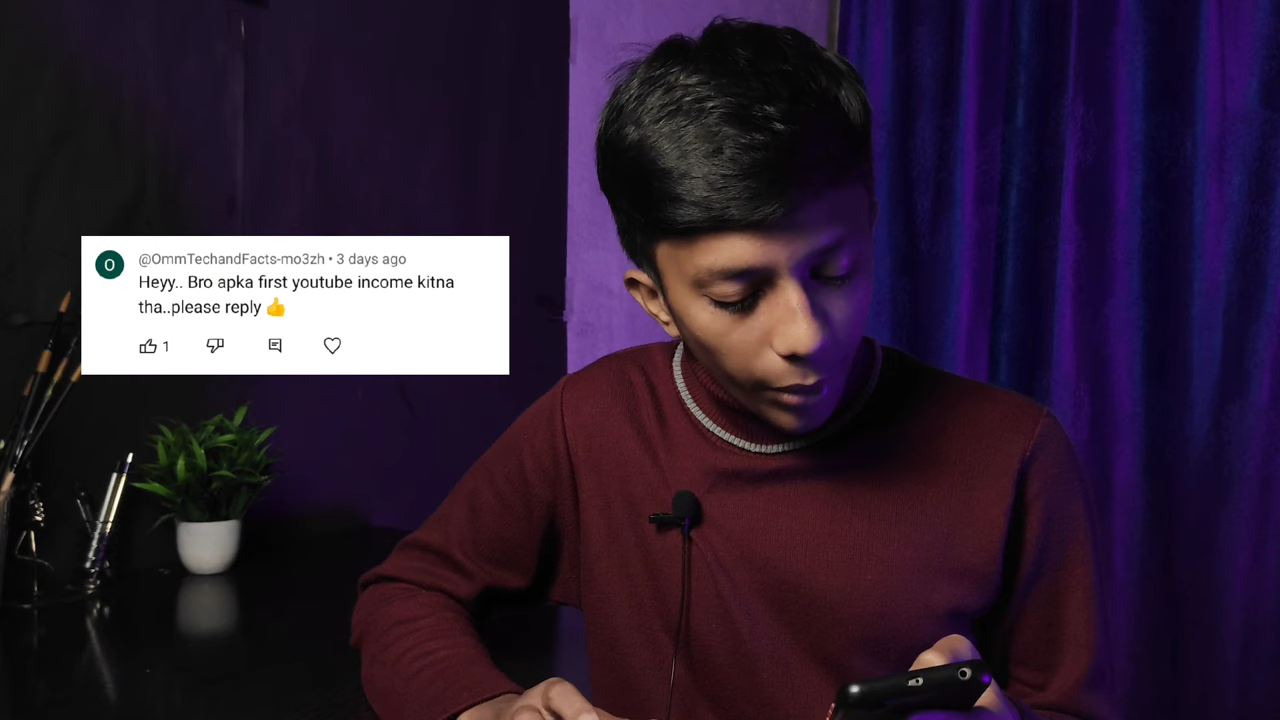 O
@OmmTechandFacts-mo3zh • 3 days ago
Heyy.. Bro apka first youtube income kitna
tha..please reply 👍
1